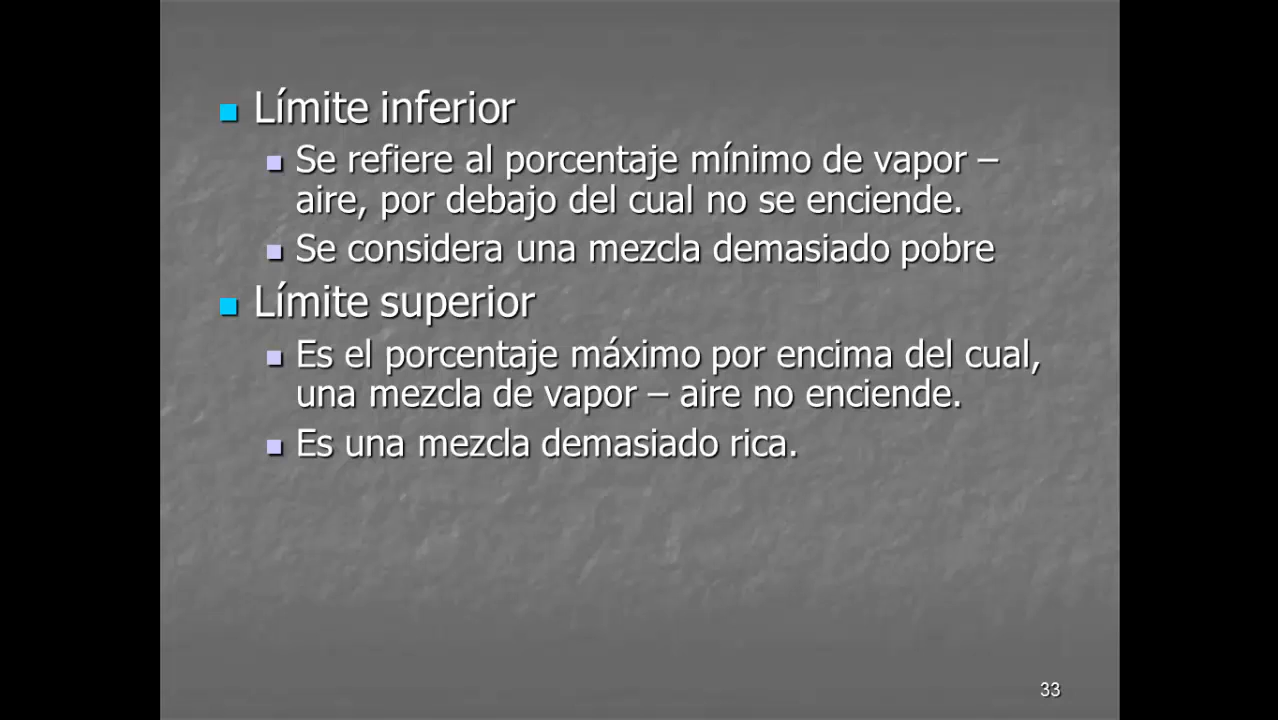 Límite inferior
Se refiere al porcentaje mínimo de vapor –
aire, por debajo del cual no se enciende.
Se considera una mezcla demasiado pobre
Límite superior
Es el porcentaje máximo por encima del cual,
una mezcla de vapor – aire no enciende.
Es una mezcla demasiado rica.
33